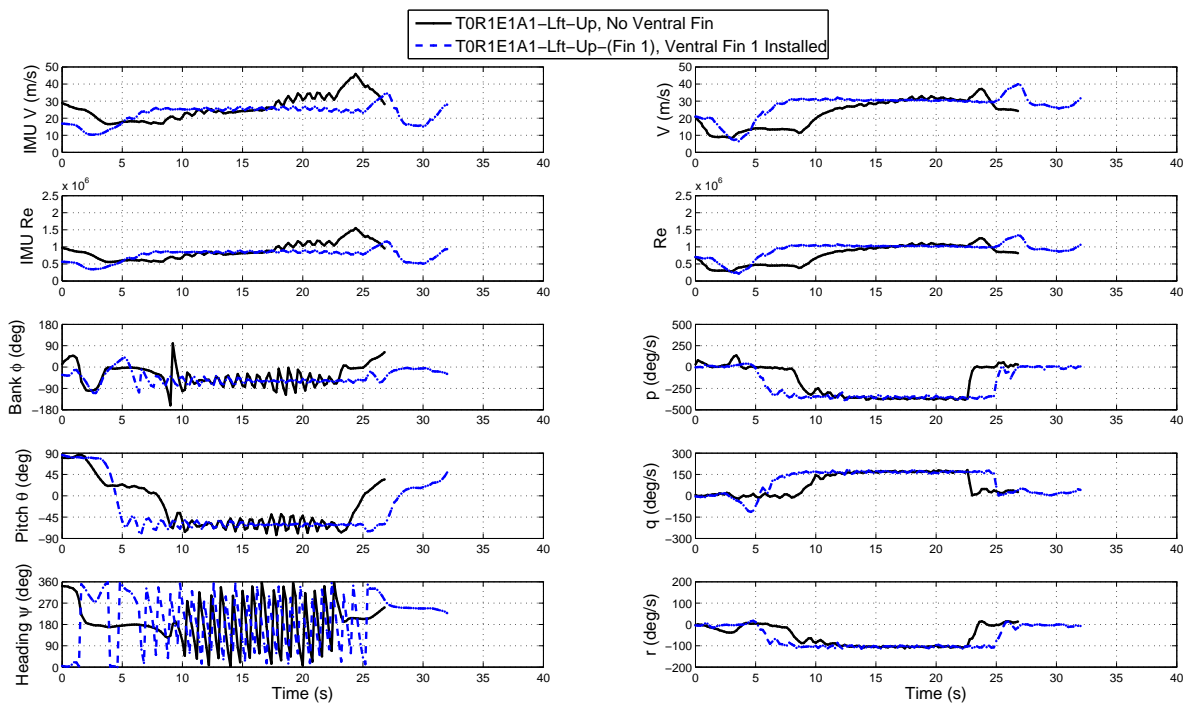 T0R1E1A1−Lft−Up, No Ventral Fin
T0R1E1A1−Lft−Up−(Fin 1), Ventral Fin 1 Installed
IMU V (m/s)
50
40
30
20
10
0
0 5 10 15 20 25 30 35 40
V (m/s)
50
40
30
20
10
0
0 5 10 15 20 25 30 35 40
x 10^6
IMU Re
2.5
2
1.5
1
0.5
0
0 5 10 15 20 25 30 35 40
x 10^6
Re
2.5
2
1.5
1
0.5
0
0 5 10 15 20 25 30 35 40
Bank ϕ (deg)
180
90
0
−90
−180
0 5 10 15 20 25 30 35 40
p (deg/s)
500
250
0
−250
−500
0 5 10 15 20 25 30 35 40
Pitch θ (deg)
90
45
0
−45
−90
0 5 10 15 20 25 30 35 40
q (deg/s)
300
150
0
−150
−300
0 5 10 15 20 25 30 35 40
Heading ψ (deg)
360
270
180
90
0
0 5 10 15 20 25 30 35 40
Time (s)
r (deg/s)
200
100
0
−100
−200
0 5 10 15 20 25 30 35 40
Time (s)